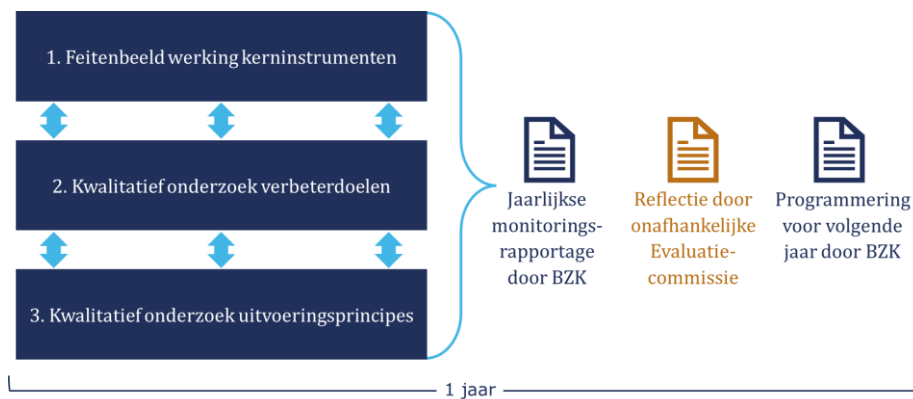 1. Feitenbeeld werking kerninstrumenten
2. Kwalitatief onderzoek verbeterdoelen
3. Kwalitatief onderzoek uitvoeringsprincipes
Jaarlijkse
monitorings-
rapportage
door BZK
Reflectie door
onafhankelijke
Evaluatie-
commissie
Programmering
voor volgende
jaar door BZK
1 jaar